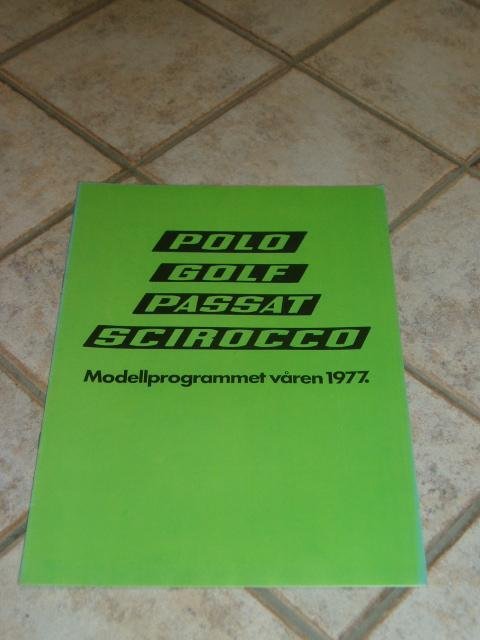 POLO
GOLF
PASSAT
SCIROCCO
Modellprogrammet våren 1977.